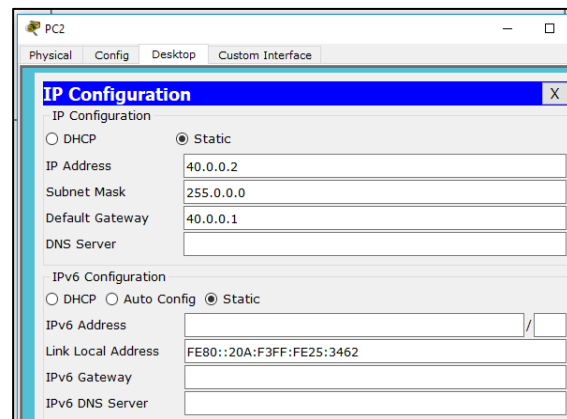 PC2
Physical Config Desktop Custom Interface
IP Configuration X
IP Configuration
DHCP Static
IP Address 40.0.0.2
Subnet Mask 255.0.0.0
Default Gateway 40.0.0.1
DNS Server
IPv6 Configuration
DHCP Auto Config Static
IPv6 Address /
Link Local Address FE80::20A:F3FF:FE25:3462
IPv6 Gateway
IPv6 DNS Server